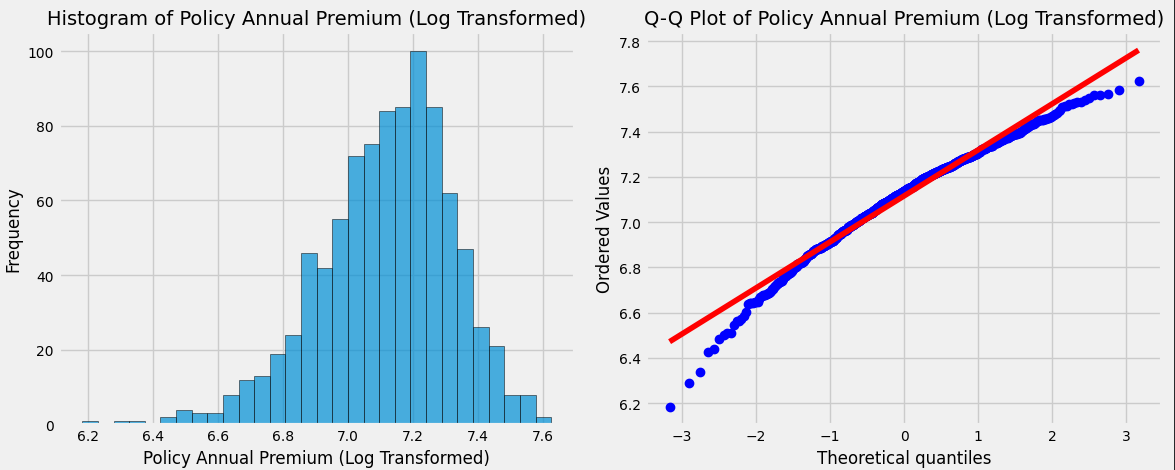 Histogram of Policy Annual Premium (Log Transformed)
100
80
60
40
20
0
Frequency
6.2 6.4 6.6 6.8 7.0 7.2 7.4 7.6
Policy Annual Premium (Log Transformed)
Q-Q Plot of Policy Annual Premium (Log Transformed)
7.8
7.6
7.4
7.2
7.0
6.8
6.6
6.4
6.2
Ordered Values
−3 −2 −1 0 1 2 3
Theoretical quantiles